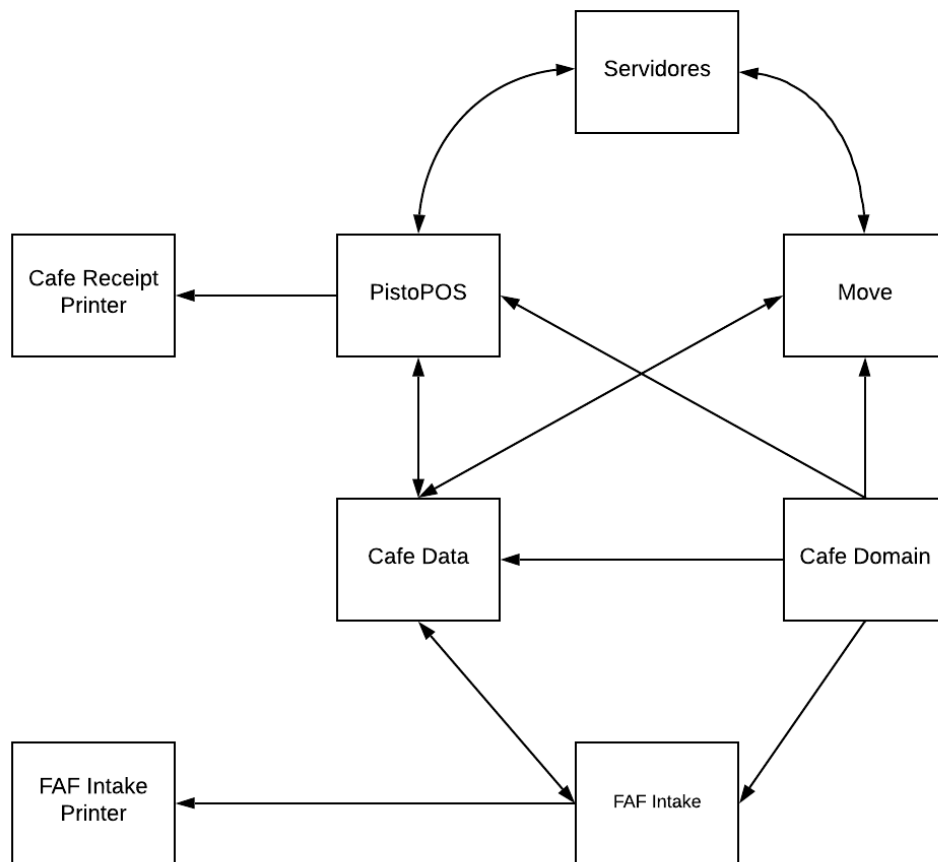 Servidores
Cafe Receipt
Printer
PistoPOS
Move
Cafe Data
Cafe Domain
FAF Intake
Printer
FAF Intake